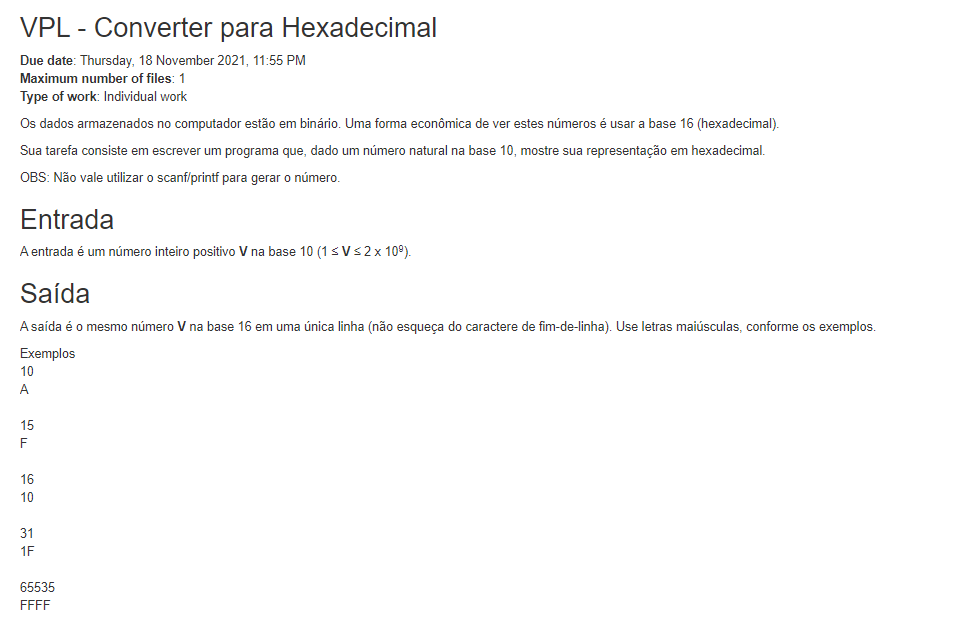 VPL - Converter para Hexadecimal
Due date: Thursday, 18 November 2021, 11:55 PM
Maximum number of files: 1
Type of work: Individual work
Os dados armazenados no computador estão em binário. Uma forma econômica de ver estes números é usar a base 16 (hexadecimal).
Sua tarefa consiste em escrever um programa que, dado um número natural na base 10, mostre sua representação em hexadecimal.
OBS: Não vale utilizar o scanf/printf para gerar o número.
Entrada
A entrada é um número inteiro positivo V na base 10 (1 ≤ V ≤ 2 x 10⁹).
Saída
A saída é o mesmo número V na base 16 em uma única linha (não esqueça do caractere de fim-de-linha). Use letras maiúsculas, conforme os exemplos.
Exemplos
10
A
15
F
16
10
31
1F
65535
FFFF